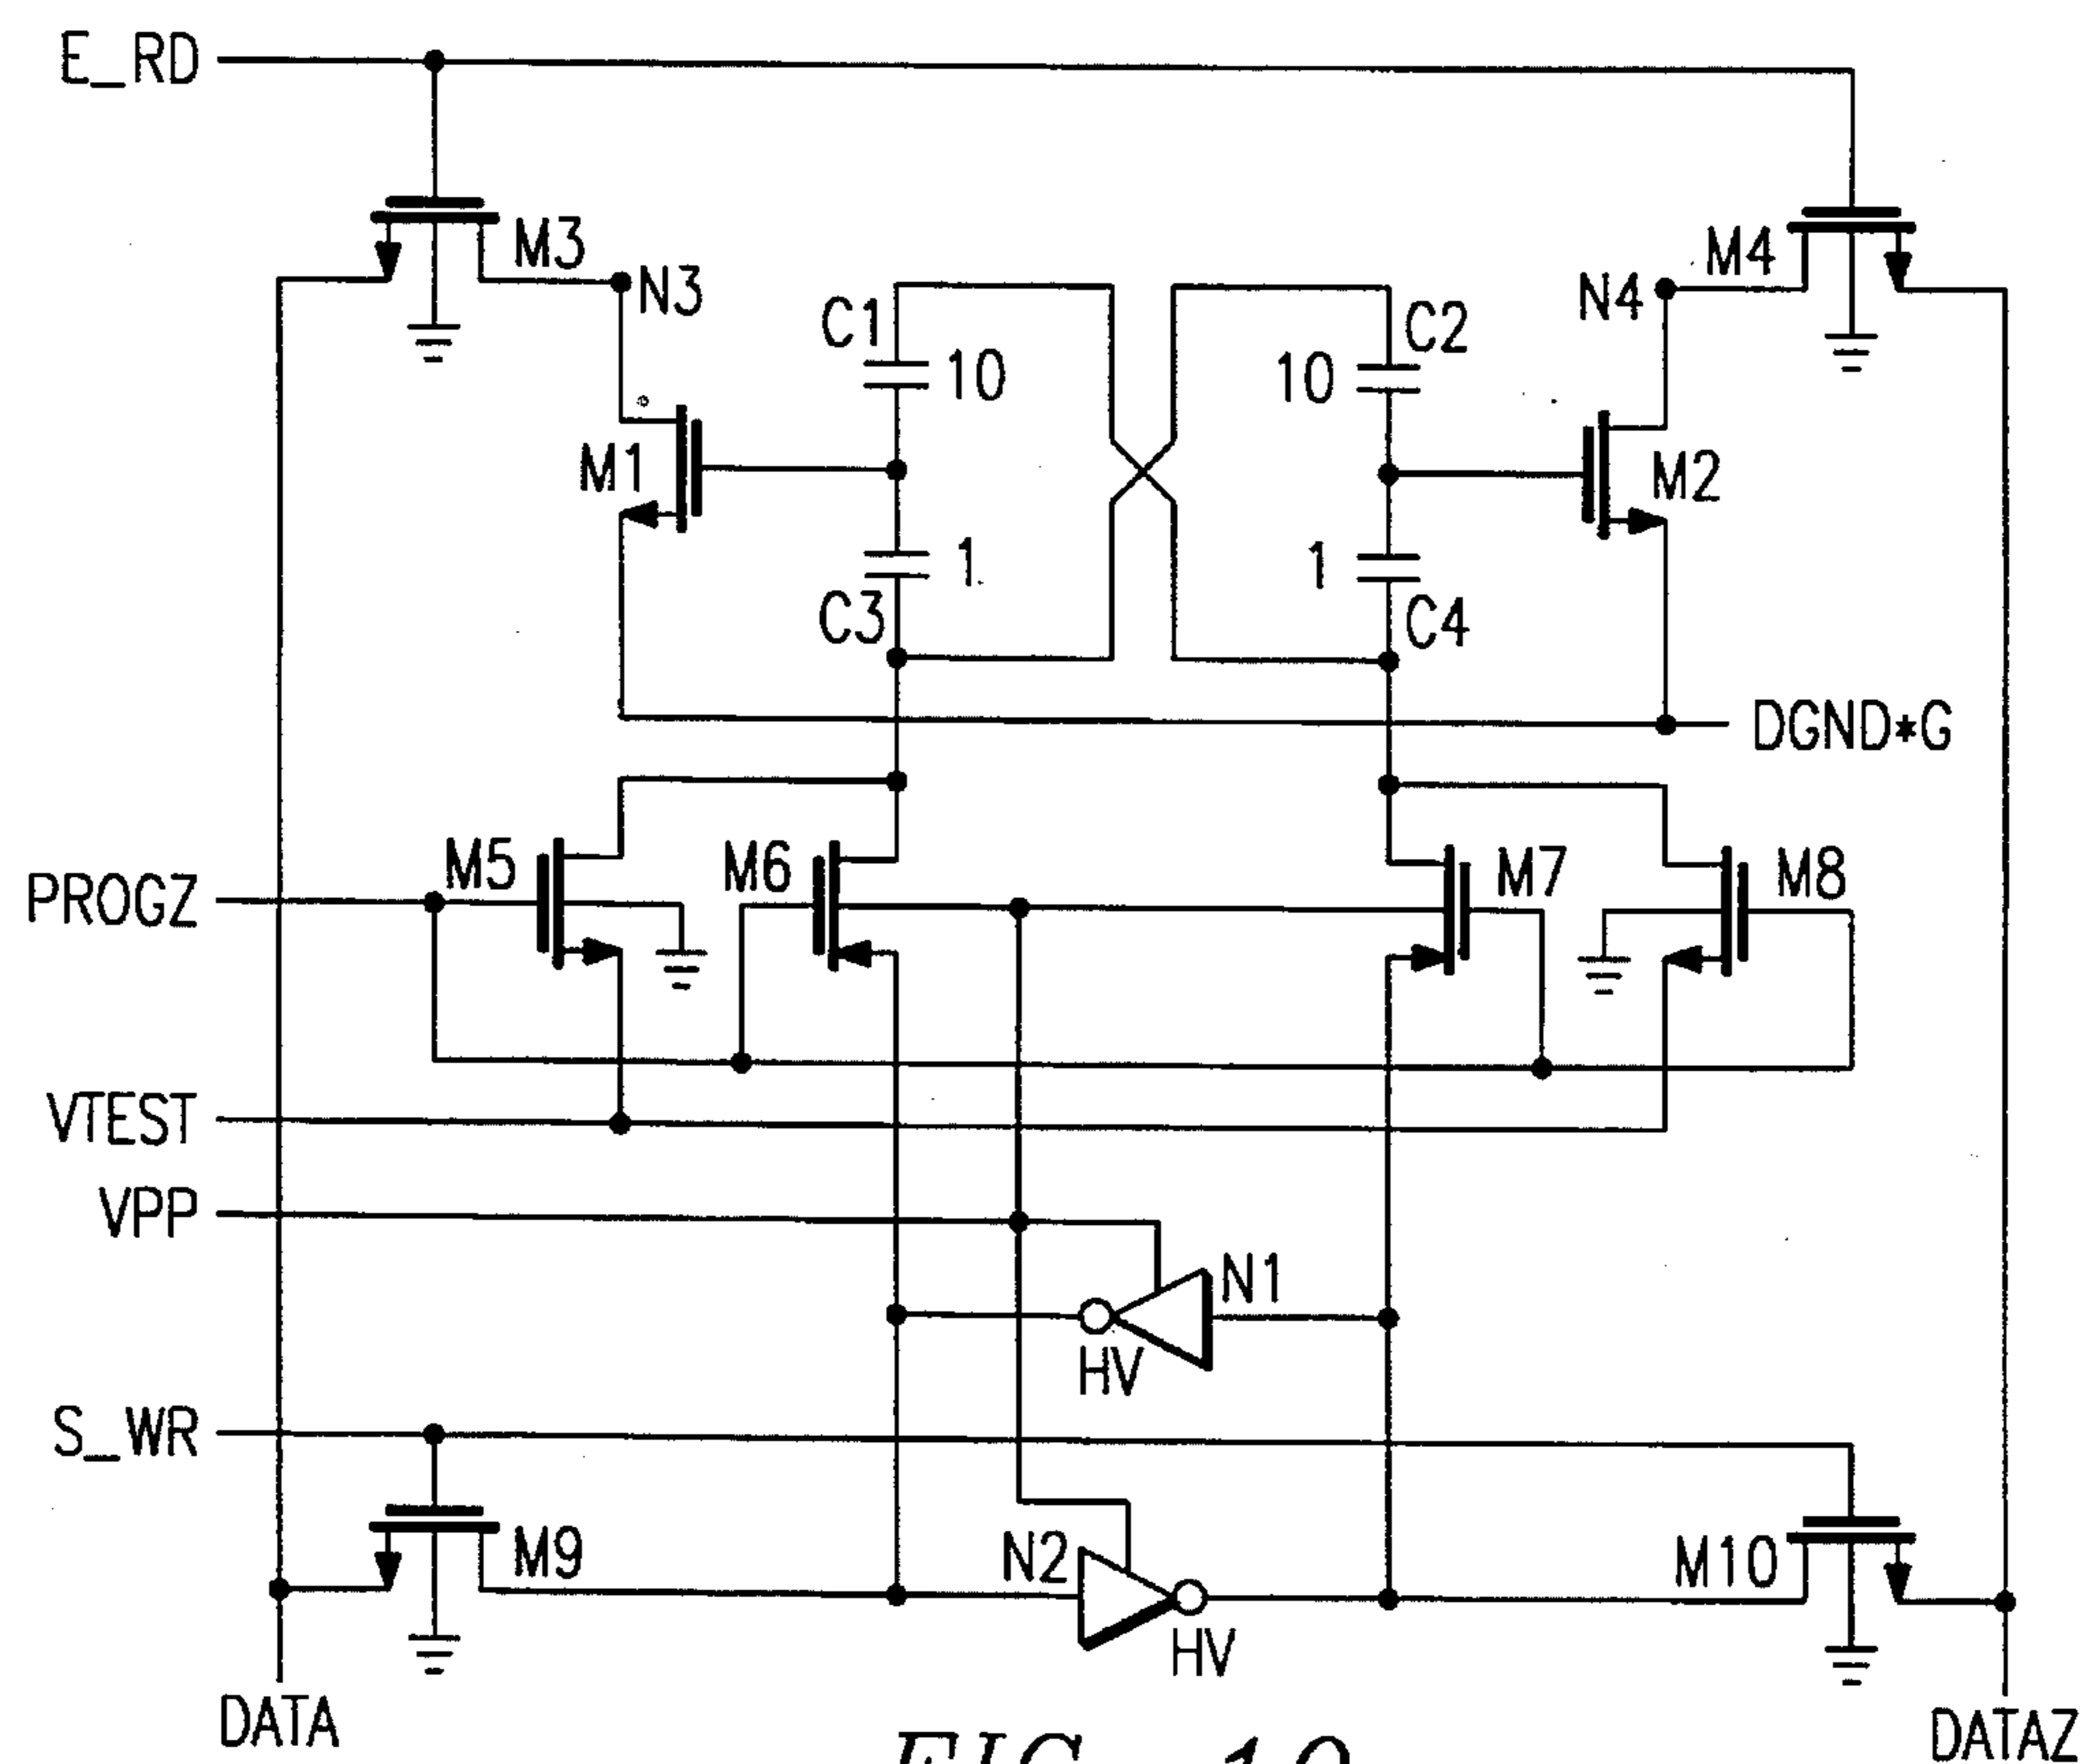 E_RD
M3
M4
N3
N4
C1
C2
10
10
M1
M2
1
1
C3
C4
DGND*G
M5
M6
M7
M8
PROGZ
VTEST
VPP
N1
HV
S_WR
M9
N2
M10
HV
DATA
DATAZ